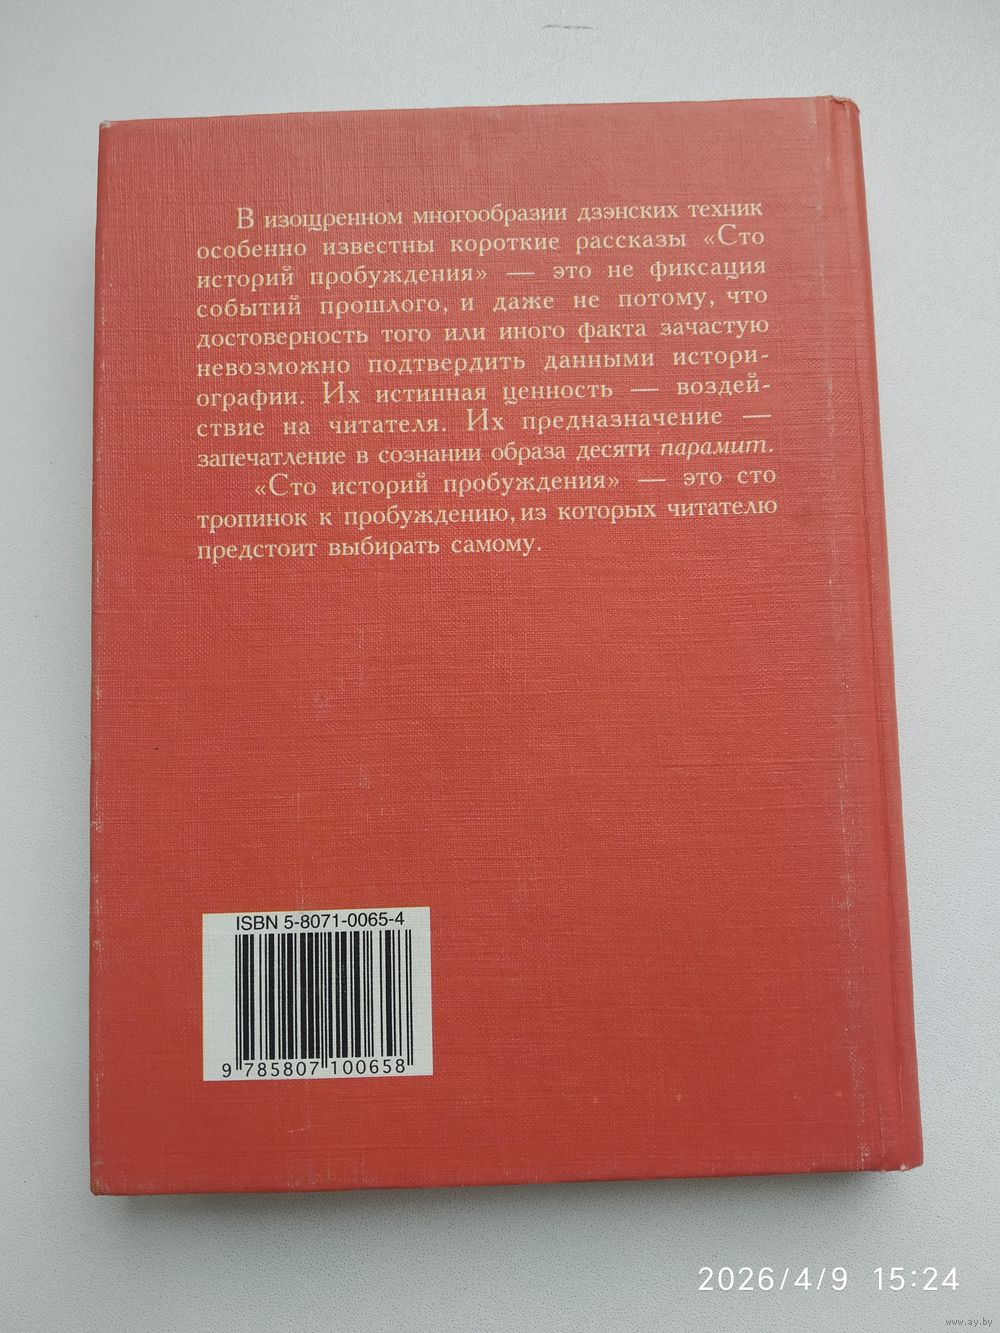 В изощренном многообразии дзэнских техник
особенно известны короткие рассказы «Сто
историй пробуждения» — это не фиксация
событий прошлого, и даже не потому, что
достоверность того или иного факта зачастую
невозможно подтвердить данными истори-
ографии. Их истинная ценность — воздей-
ствие на читателя. Их предназначение —
запечатление в сознании образа десяти парамит.
«Сто историй пробуждения» — это сто
тропинок к пробуждению, из которых читателю
предстоит выбирать самому.
ISBN 5-8071-0065-4
9 785807 100658
2026/4/9 15:24
www.ay.by